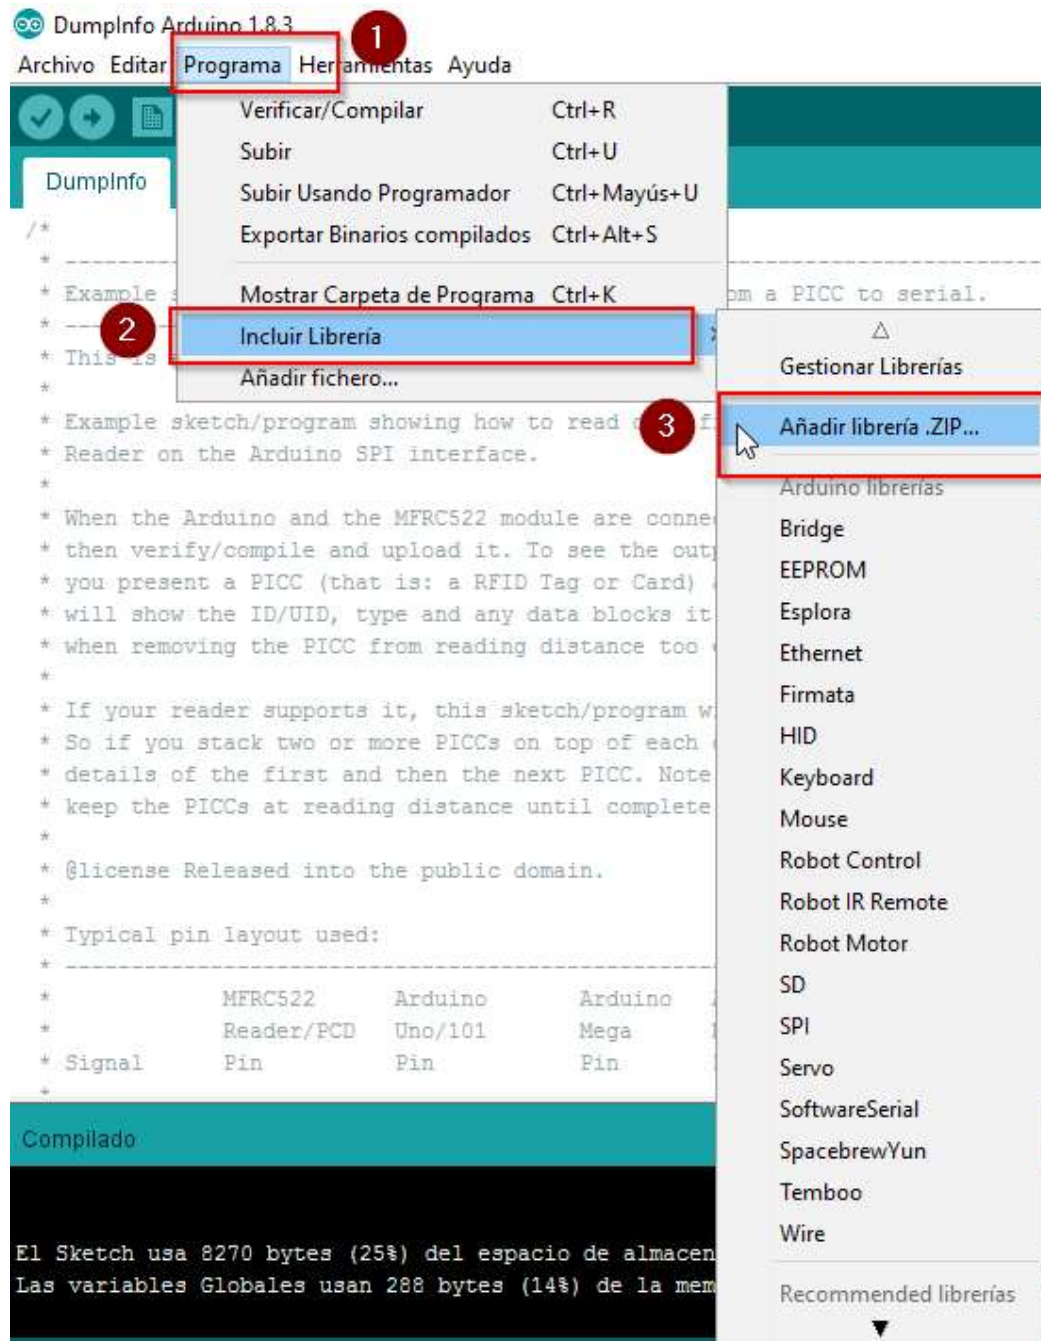 DumpInfo Arduino 1.8.3
1
Archivo Editar Programa Herramientas Ayuda
Verificar/Compilar Ctrl+R
Subir Ctrl+U
DumpInfo
Subir Usando Programador Ctrl+Mayús+U
Exportar Binarios compilados Ctrl+Alt+S
Mostrar Carpeta de Programa Ctrl+K
2
Incluir Librería
Añadir fichero...
Gestionar Librerías
3
Añadir librería .ZIP...
Arduino librerías
Bridge
EEPROM
Esplora
Ethernet
Firmata
HID
Keyboard
Mouse
Robot Control
Robot IR Remote
Robot Motor
SD
SPI
Servo
SoftwareSerial
SpacebrewYun
Temboo
Wire
Recommended librerías
/*
* --------------------
* Example a PICC to serial.
* --------------------
* This is
*
* Example sketch/program showing how to read
* Reader on the Arduino SPI interface.
*
* When the Arduino and the MFRC522 module are
* then verify/compile and upload it. To see the
* you present a PICC (that is: a RFID Tag or Card)
* will show the ID/UID, type and any data blocks it
* when removing the PICC from reading distance too
*
* If your reader supports it, this sketch/program
* So if you stack two or more PICCs on top of each
* details of the first and then the next PICC. Note
* keep the PICCs at reading distance until complete
*
* @license Released into the public domain.
*
* Typical pin layout used:
* --------------------
* MFRC522 Arduino Arduino
* Reader/PCD Uno/101 Mega
* Signal Pin Pin Pin
*
Compilado
El Sketch usa 8270 bytes (25%) del espacio de
Las variables Globales usan 288 bytes (14%) de la